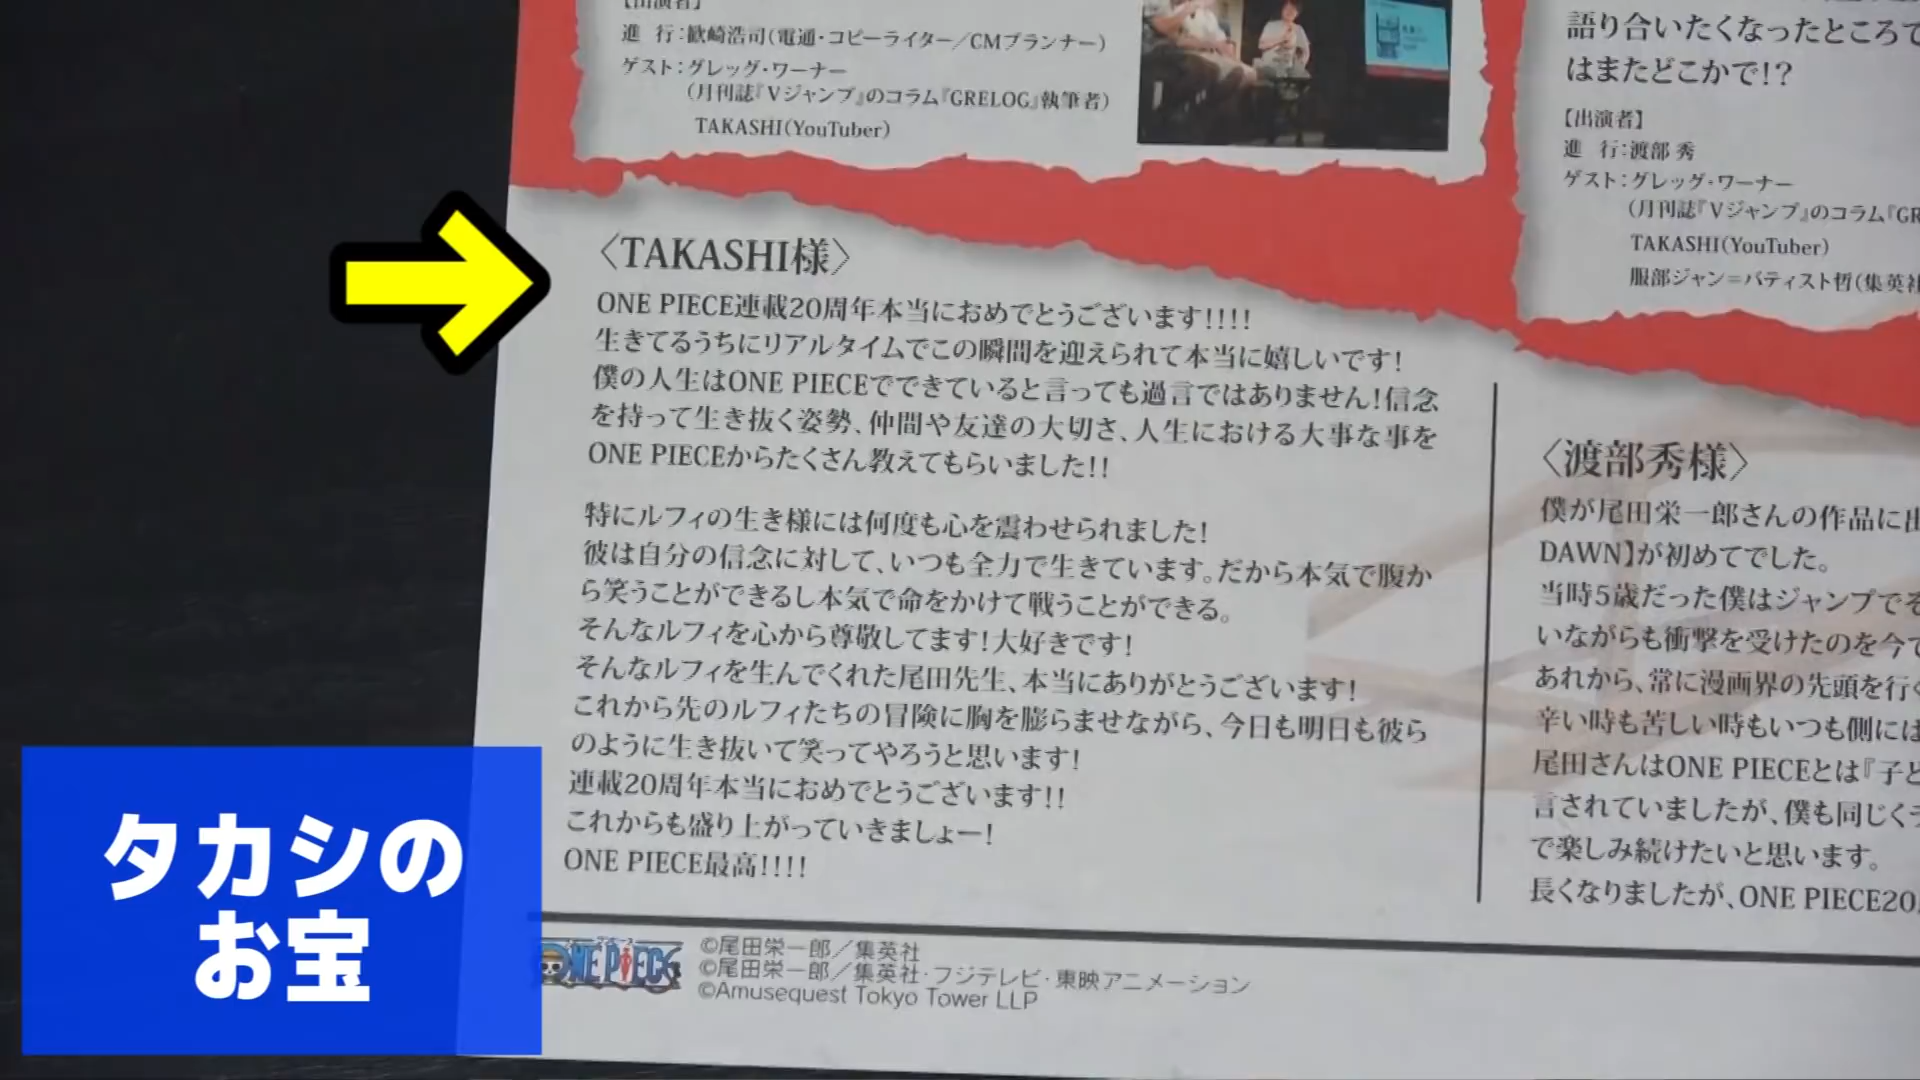 【出演者】
進 行：歓崎浩司(電通・コピーライター／CMプランナー)
ゲスト：グレッグ・ワーナー
(月刊誌『Vジャンプ』のコラム『GRELOG』執筆者)
TAKASHI(YouTuber)
〈TAKASHI様〉
ONE PIECE連載20周年本当におめでとうございます!!!!
生きてるうちにリアルタイムでこの瞬間を迎えられて本当に嬉しいです!
僕の人生はONE PIECEでできていると言っても過言ではありません!信念
を持って生き抜く姿勢、仲間や友達の大切さ、人生における大事な事を
ONE PIECEからたくさん教えてもらいました!!
特にルフィの生き様には何度も心を震わせられました!
彼は自分の信念に対して、いつも全力で生きています。だから本気で腹か
ら笑うことができるし本気で命をかけて戦うことができる。
そんなルフィを心から尊敬してます!大好きです!
そんなルフィを生んでくれた尾田先生、本当にありがとうございます!
これから先のルフィたちの冒険に胸を膨らませながら、今日も明日も彼ら
のように生き抜いて笑ってやろうと思います!
連載20周年本当におめでとうございます!!
これからも盛り上がっていきましょー!
ONE PIECE最高!!!!
語り合いたくなったところで
はまたどこかで!?
【出演者】
進 行：渡部 秀
ゲスト：グレッグ・ワーナー
(月刊誌『Vジャンプ』のコラム『GR
TAKASHI(YouTuber)
服部ジャン=バティスト哲(集英社
〈渡部秀様〉
僕が尾田栄一郎さんの作品に出
DAWN】が初めてでした。
当時5歳だった僕はジャンプでそ
いながらも衝撃を受けたのを今で
あれから、常に漫画界の先頭を行く
辛い時も苦しい時もいつも側には
尾田さんはONE PIECEとは『子ど
言されていましたが、僕も同じくラ
で楽しみ続けたいと思います。
長くなりましたが、ONE PIECE20周
ONE PIECE
©尾田栄一郎／集英社
©尾田栄一郎／集英社・フジテレビ・東映アニメーション
©Amusequest Tokyo Tower LLP
タカシの
お宝